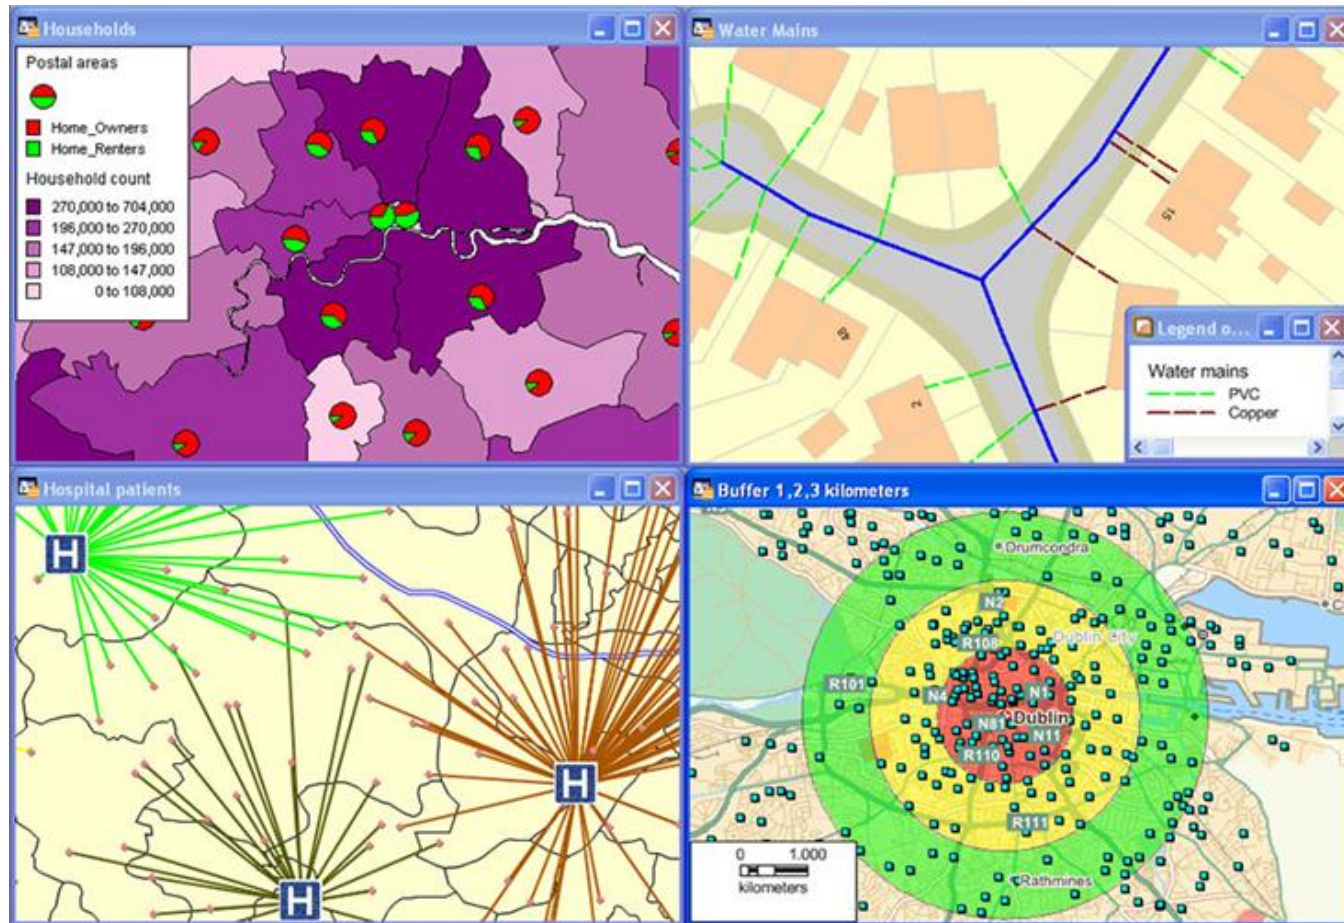 Households
Postal areas
Home_Owners
Home_Renters
Household count
270,000 to 704,000
196,000 to 270,000
147,000 to 196,000
108,000 to 147,000
0 to 108,000
Water Mains
15
2
Legend o...
Water mains
PVC
Copper
Hospital patients
H
H
H
Buffer 1,2,3 kilometers
Drumcondra
N2
Dublin City
R108
R101
N4
N1
Dublin
N81
N11
R110
R111
Rathmines
0 1.000
kilometers